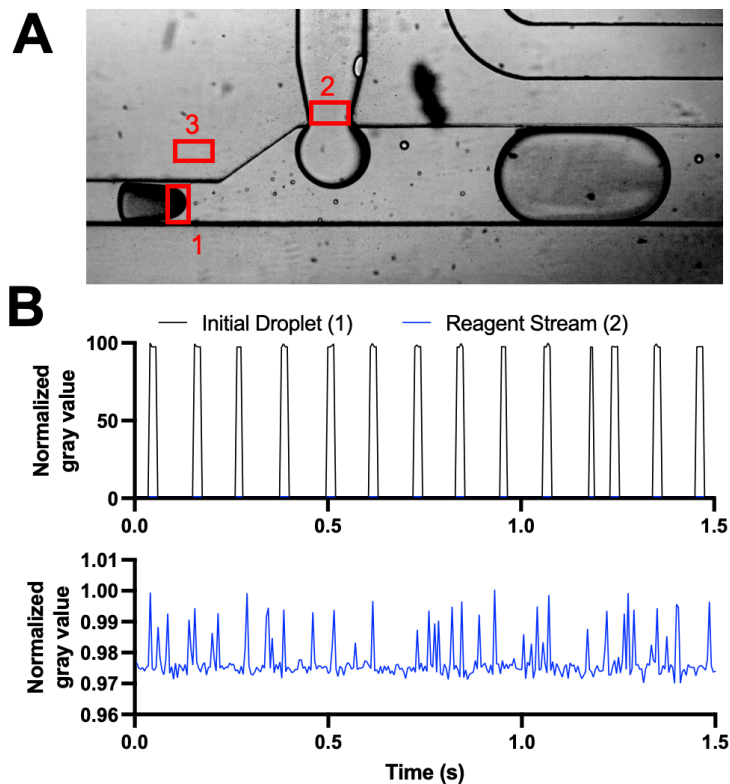 A
2
3
1
B
Initial Droplet (1) Reagent Stream (2)
Normalized
gray value
100
50
0
0.0 0.5 1.0 1.5
Normalized
gray value
1.01
1.00
0.99
0.98
0.97
0.96
0.0 0.5 1.0 1.5
Time (s)